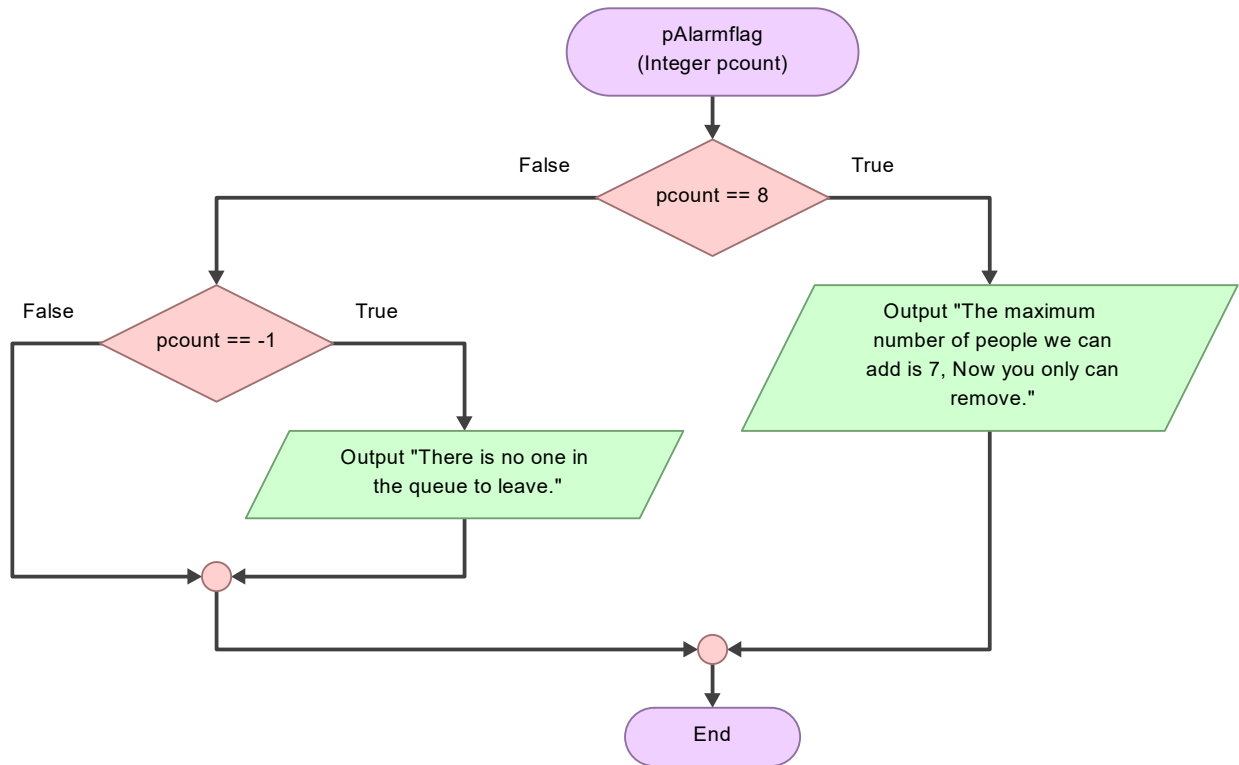 pAlarmflag
(Integer pcount)
False
True
pcount == 8
False
True
pcount == -1
Output "The maximum
number of people we can
add is 7, Now you only can
remove."
Output "There is no one in
the queue to leave."
End